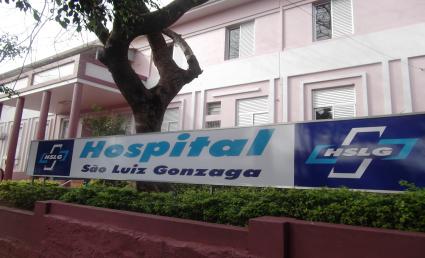 HSLG
Hospital
São Luiz Gonzaga
HSLG